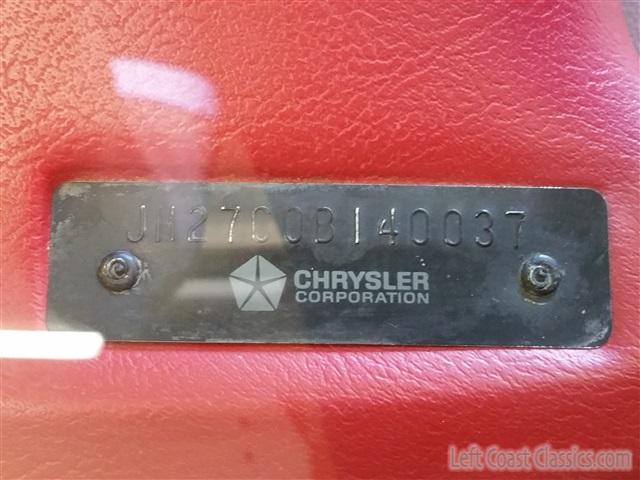 JH27C0B140037
CHRYSLER
CORPORATION
Left Coast Classics.com